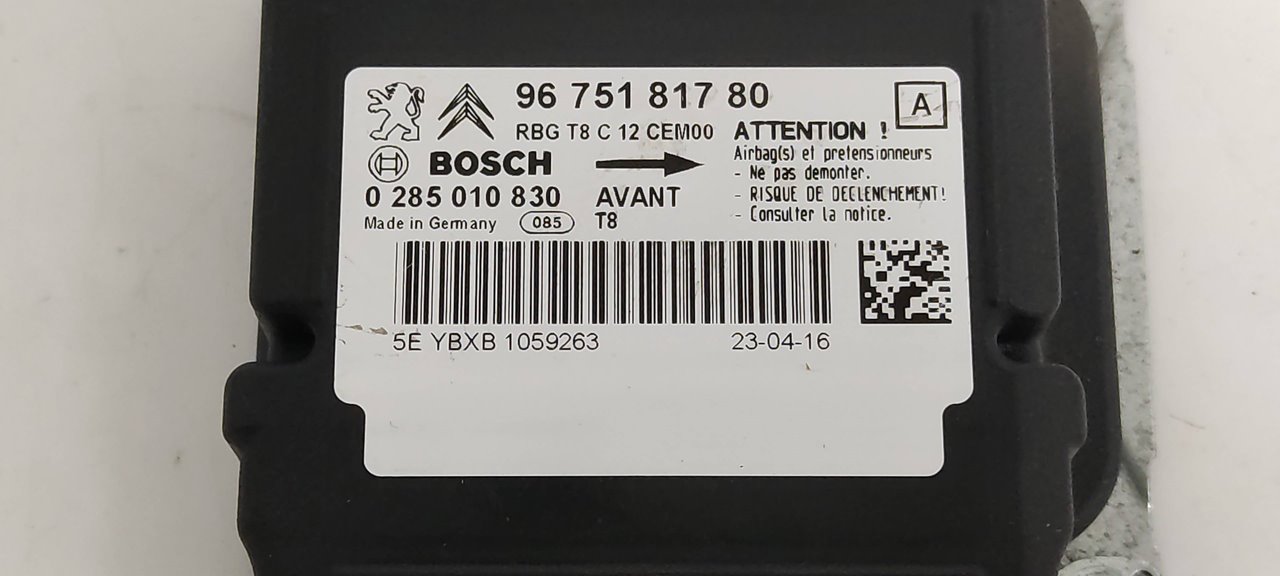 96 751 817 80
A
RBG T8 C 12 CEM00
ATTENTION !
Airbag(s) et pretensionneurs
- Ne pas demonter.
- RISQUE DE DECLENCHEMENT!
- Consulter la notice.
BOSCH
0 285 010 830
AVANT
Made in Germany
085
T8
5E YBXB 1059263
23-04-16